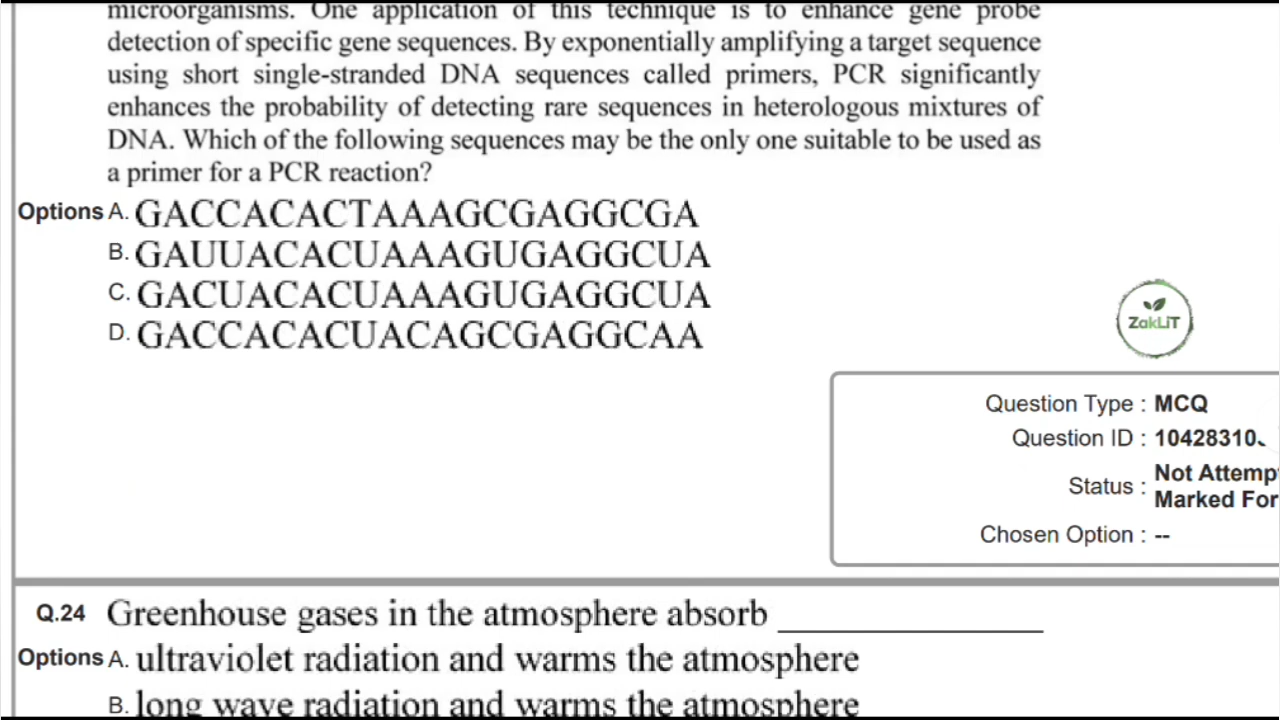 microorganisms. One application of this technique is to enhance gene probe
detection of specific gene sequences. By exponentially amplifying a target sequence
using short single-stranded DNA sequences called primers, PCR significantly
enhances the probability of detecting rare sequences in heterologous mixtures of
DNA. Which of the following sequences may be the only one suitable to be used as
a primer for a PCR reaction?
Options A. GACCACACTAAAGCGAGGCGA
B. GAUUACACUAAAGUGAGGCUA
C. GACUACACUAAAGUGAGGCUA
D. GACCACACUACAGCGAGGCAA
ZakLiT
Question Type : MCQ
Question ID : 10428310
Status : Not Attemp
Marked For
Chosen Option : --
Q.24 Greenhouse gases in the atmosphere absorb ____________
Options A. ultraviolet radiation and warms the atmosphere
B. long wave radiation and warms the atmosphere